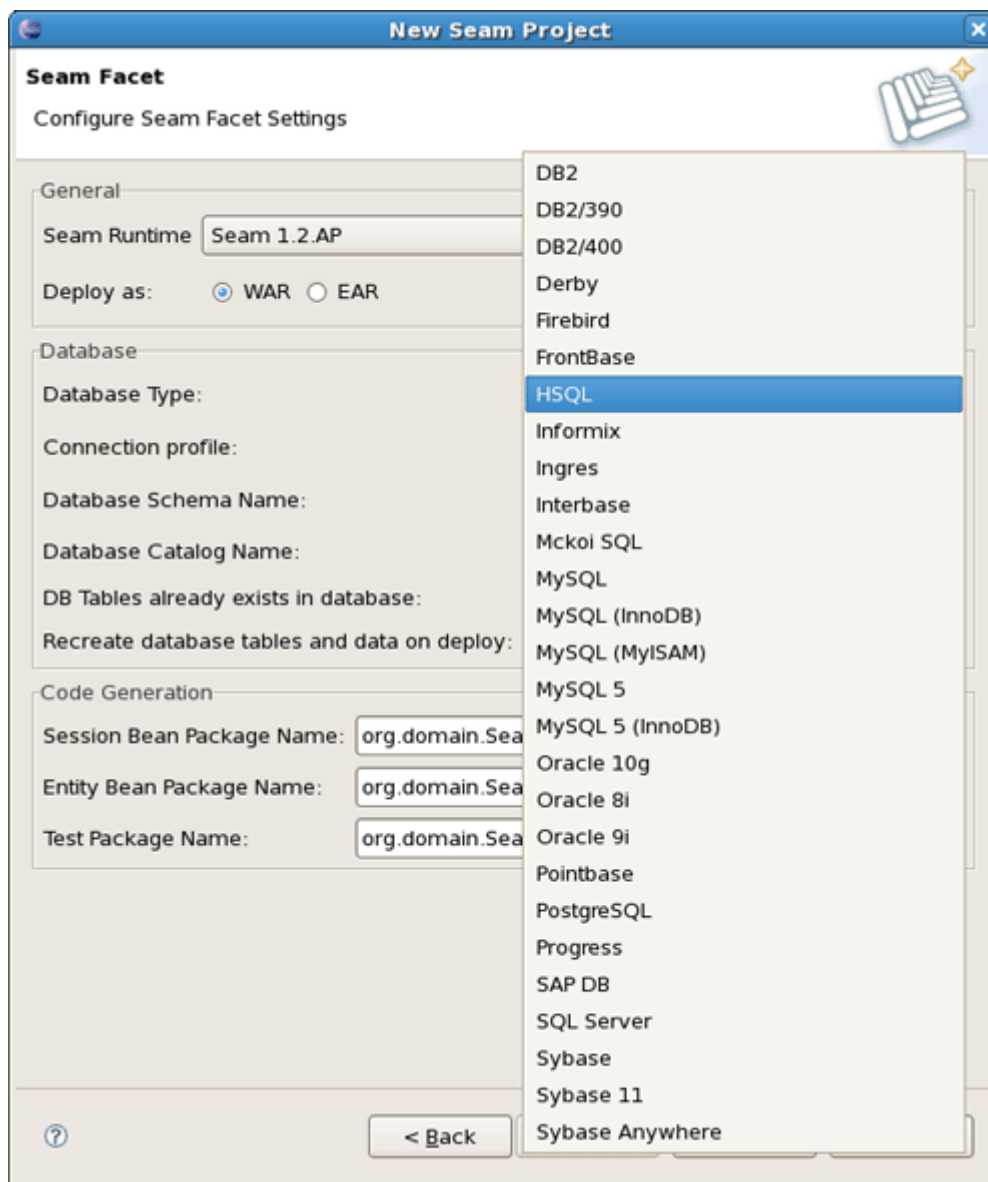 New Seam Project
Seam Facet
Configure Seam Facet Settings
General
Seam Runtime Seam 1.2.AP
Deploy as: WAR EAR
Database
Database Type:
Connection profile:
Database Schema Name:
Database Catalog Name:
DB Tables already exists in database:
Recreate database tables and data on deploy:
Code Generation
Session Bean Package Name: org.domain.Sea
Entity Bean Package Name: org.domain.Sea
Test Package Name: org.domain.Sea
DB2
DB2/390
DB2/400
Derby
Firebird
FrontBase
HSQL
Informix
Ingres
Interbase
Mckoi SQL
MySQL
MySQL (InnoDB)
MySQL (MyISAM)
MySQL 5
MySQL 5 (InnoDB)
Oracle 10g
Oracle 8i
Oracle 9i
Pointbase
PostgreSQL
Progress
SAP DB
SQL Server
Sybase
Sybase 11
Sybase Anywhere
?
< Back